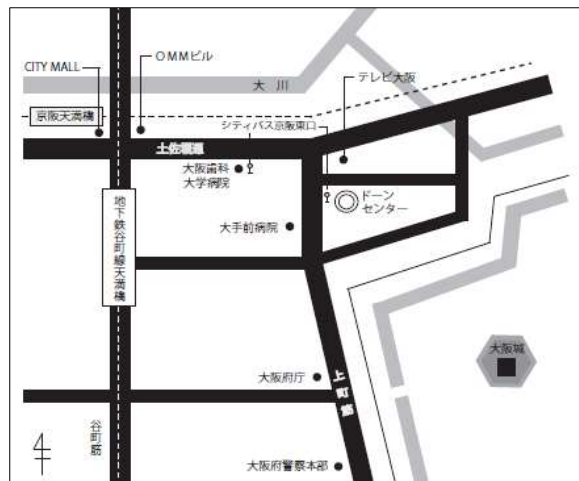 OMMビル
CITY MALL
大川
テレビ大阪
京阪天満橋
シティバス京阪東口
土佐堀通
大阪歯科
大学病院
ドーン
センター
地下鉄谷町線天満橋
大手前病院
大阪城
大阪府庁
上町筋
谷町筋
大阪府警察本部